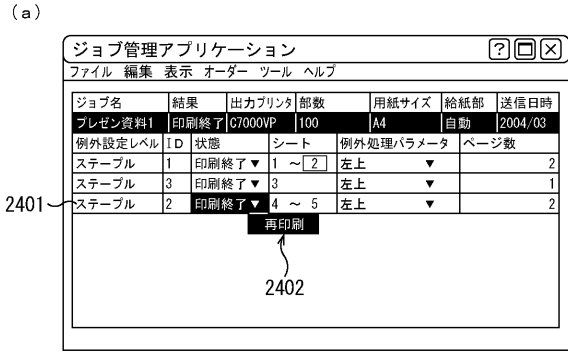 (a)
ジョブ管理アプリケーション ?
ファイル 編集 表示 オーダー ツール ヘルプ
ジョブ名 結果 出力プリンタ 部数 用紙サイズ 給紙部 送信日時
プレゼン資料1 印刷終了 C7000VP 100 A4 自動 2004/03
例外設定レベル ID 状態 シート 例外処理パラメータ ページ数
ステープル 1 印刷終了▼ 1 ~ 2 左上 ▼ 2
ステープル 3 印刷終了▼ 3 左上 ▼ 1
2401 ステープル 2 印刷終了▼ 4 ~ 5 左上 ▼ 2
再印刷
2402